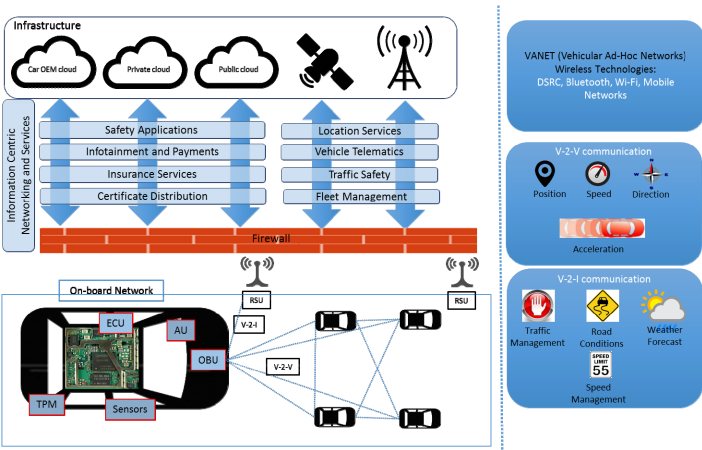 Infrastructure
Car OEM cloud
Private cloud
Public cloud
Information Centric
Networking and Services
Safety Applications
Infotainment and Payments
Insurance Services
Certificate Distribution
Location Services
Vehicle Telematics
Traffic Safety
Fleet Management
Firewall
On-board Network
RSU
RSU
ECU
AU
OBU
TPM
Sensors
V-2-I
V-2-V
VANET (Vehicular Ad-Hoc Networks)
Wireless Technologies:
DSRC, Bluetooth, Wi-Fi, Mobile
Networks
V-2-V communication
N
W
E
S
Position
Speed
Direction
Acceleration
V-2-I communication
Traffic
Management
Road
Conditions
Weather
Forecast
SPEED
LIMIT
55
Speed
Management